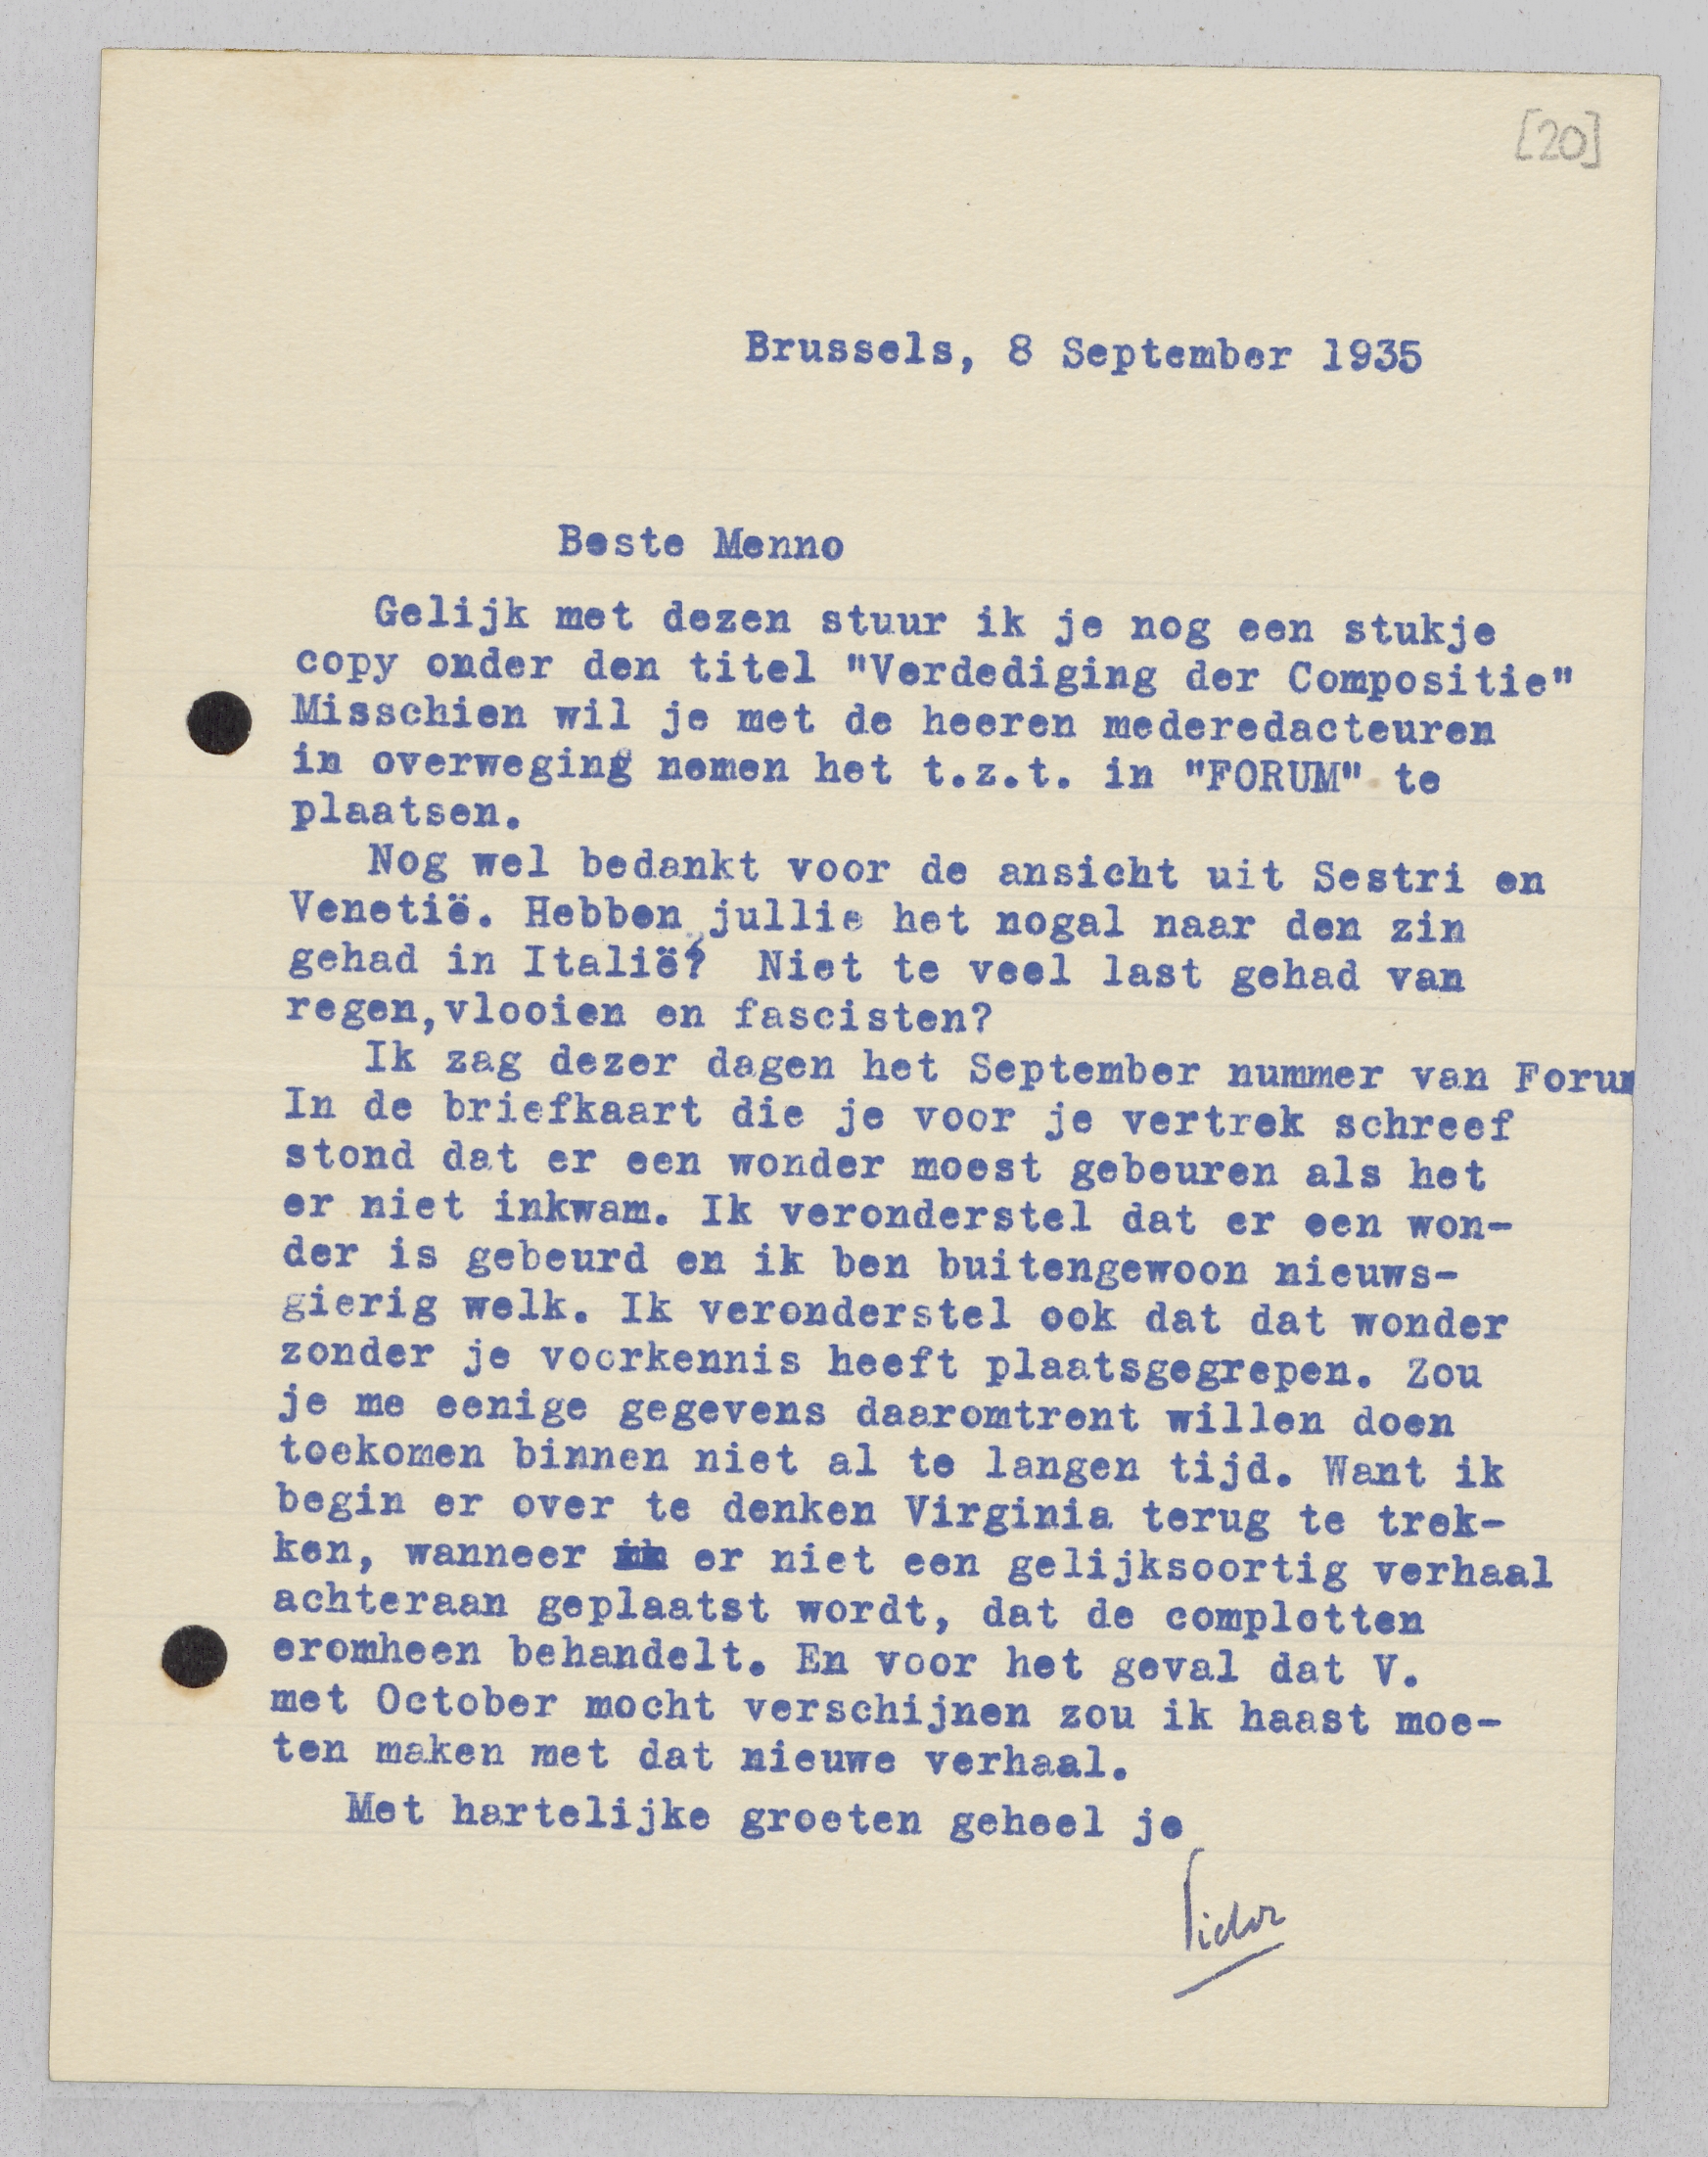 [20]
Brussels, 8 September 1935
Beste Menno
Gelijk met dezen stuur ik je nog een stukje
copy onder den titel "Verdediging der Compositie"
Misschien wil je met de heeren mederedacteuren
in overweging nemen het t.z.t. in "FORUM" te
plaatsen.
Nog wel bedankt voor de ansicht uit Sestri en
Venetië. Hebben jullie het nogal naar den zin
gehad in Italië? Niet te veel last gehad van
regen,vlooien en fascisten?
Ik zag dezer dagen het September nummer van Forum
In de briefkaart die je voor je vertrek schreef
stond dat er een wonder moest gebeuren als het
er niet inkwam. Ik veronderstel dat er een won-
der is gebeurd en ik ben buitengewoon nieuws-
gierig welk. Ik veronderstel ook dat dat wonder
zonder je voorkennis heeft plaatsgegrepen. Zou
je me eenige gegevens daaromtrent willen doen
toekomen binnen niet al te langen tijd. Want ik
begin er over te denken Virginia terug te trek-
ken, wanneer er niet een gelijksoortig verhaal
achteraan geplaatst wordt, dat de complotten
eromheen behandelt. En voor het geval dat V.
met October mocht verschijnen zou ik haast moe-
ten maken met dat nieuwe verhaal.
Met hartelijke groeten geheel je